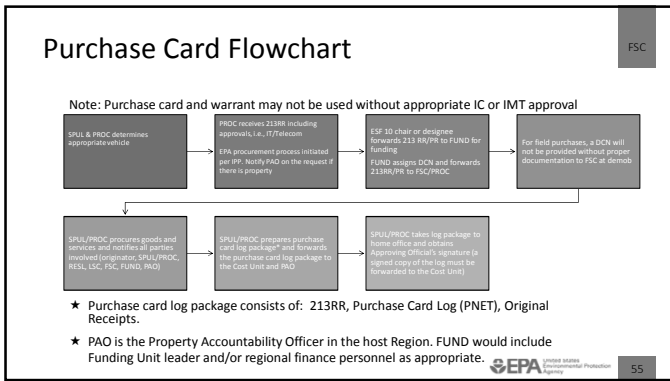 Purchase Card Flowchart
FSC
Note: Purchase card and warrant may not be used without appropriate IC or IMT approval
SPUL & PROC determines
appropriate vehicle
PROC receives 213RR including
approvals, i.e., IT/Telecom
EPA procurement process initiated
per IPP. Notify PAO on the request if
there is property
ESF 10 chair or designee
forwards 213 RR/PR to FUND for
funding
FUND assigns DCN and forwards
213RR/PR to FSC/PROC
For field purchases, a DCN will
not be provided without proper
documentation to FSC at demob
SPUL/PROC procures goods and
services and notifies all parties
involved (originator, SPUL/PROC,
RESL, LSC, FSC, FUND, PAO)
SPUL/PROC prepares purchase
card log package* and forwards
the purchase card log package to
the Cost Unit and PAO
SPUL/PROC takes log package to
home office and obtains
Approving Official's signature (a
signed copy of the log must be
forwarded to the Cost Unit)
★ Purchase card log package consists of: 213RR, Purchase Card Log (PNET), Original
Receipts.
★ PAO is the Property Accountability Officer in the host Region. FUND would include
Funding Unit leader and/or regional finance personnel as appropriate.
EPA United States
Environmental Protection
Agency
55